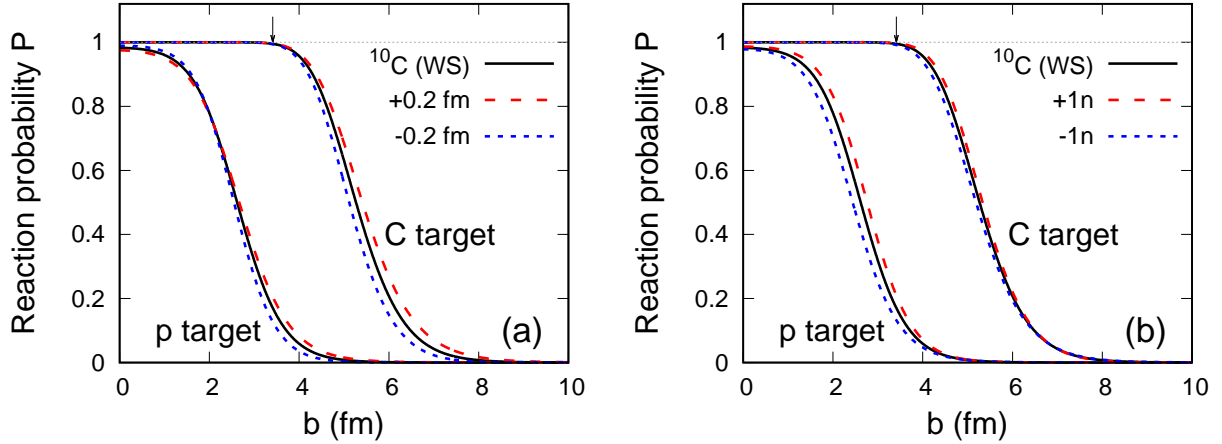 Reaction probability P
1
0.8
0.6
0.4
0.2
0
¹⁰C (WS)
+0.2 fm
-0.2 fm
C target
p target
(a)
0 2 4 6 8 10
b (fm)
Reaction probability P
1
0.8
0.6
0.4
0.2
0
¹⁰C (WS)
+1n
-1n
C target
p target
(b)
0 2 4 6 8 10
b (fm)